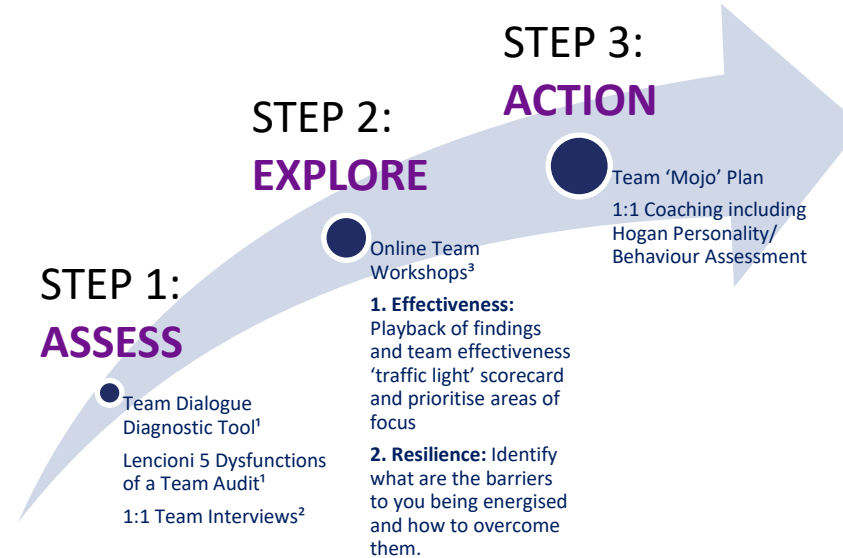 STEP 1:
ASSESS
Team Dialogue
Diagnostic Tool¹
Lencioni 5 Dysfunctions
of a Team Audit¹
1:1 Team Interviews²
STEP 2:
EXPLORE
Online Team
Workshops³
1. Effectiveness:
Playback of findings
and team effectiveness
‘traffic light’ scorecard
and prioritise areas of
focus
2. Resilience: Identify
what are the barriers
to you being energised
and how to overcome
them.
STEP 3:
ACTION
Team ‘Mojo’ Plan
1:1 Coaching including
Hogan Personality/
Behaviour Assessment